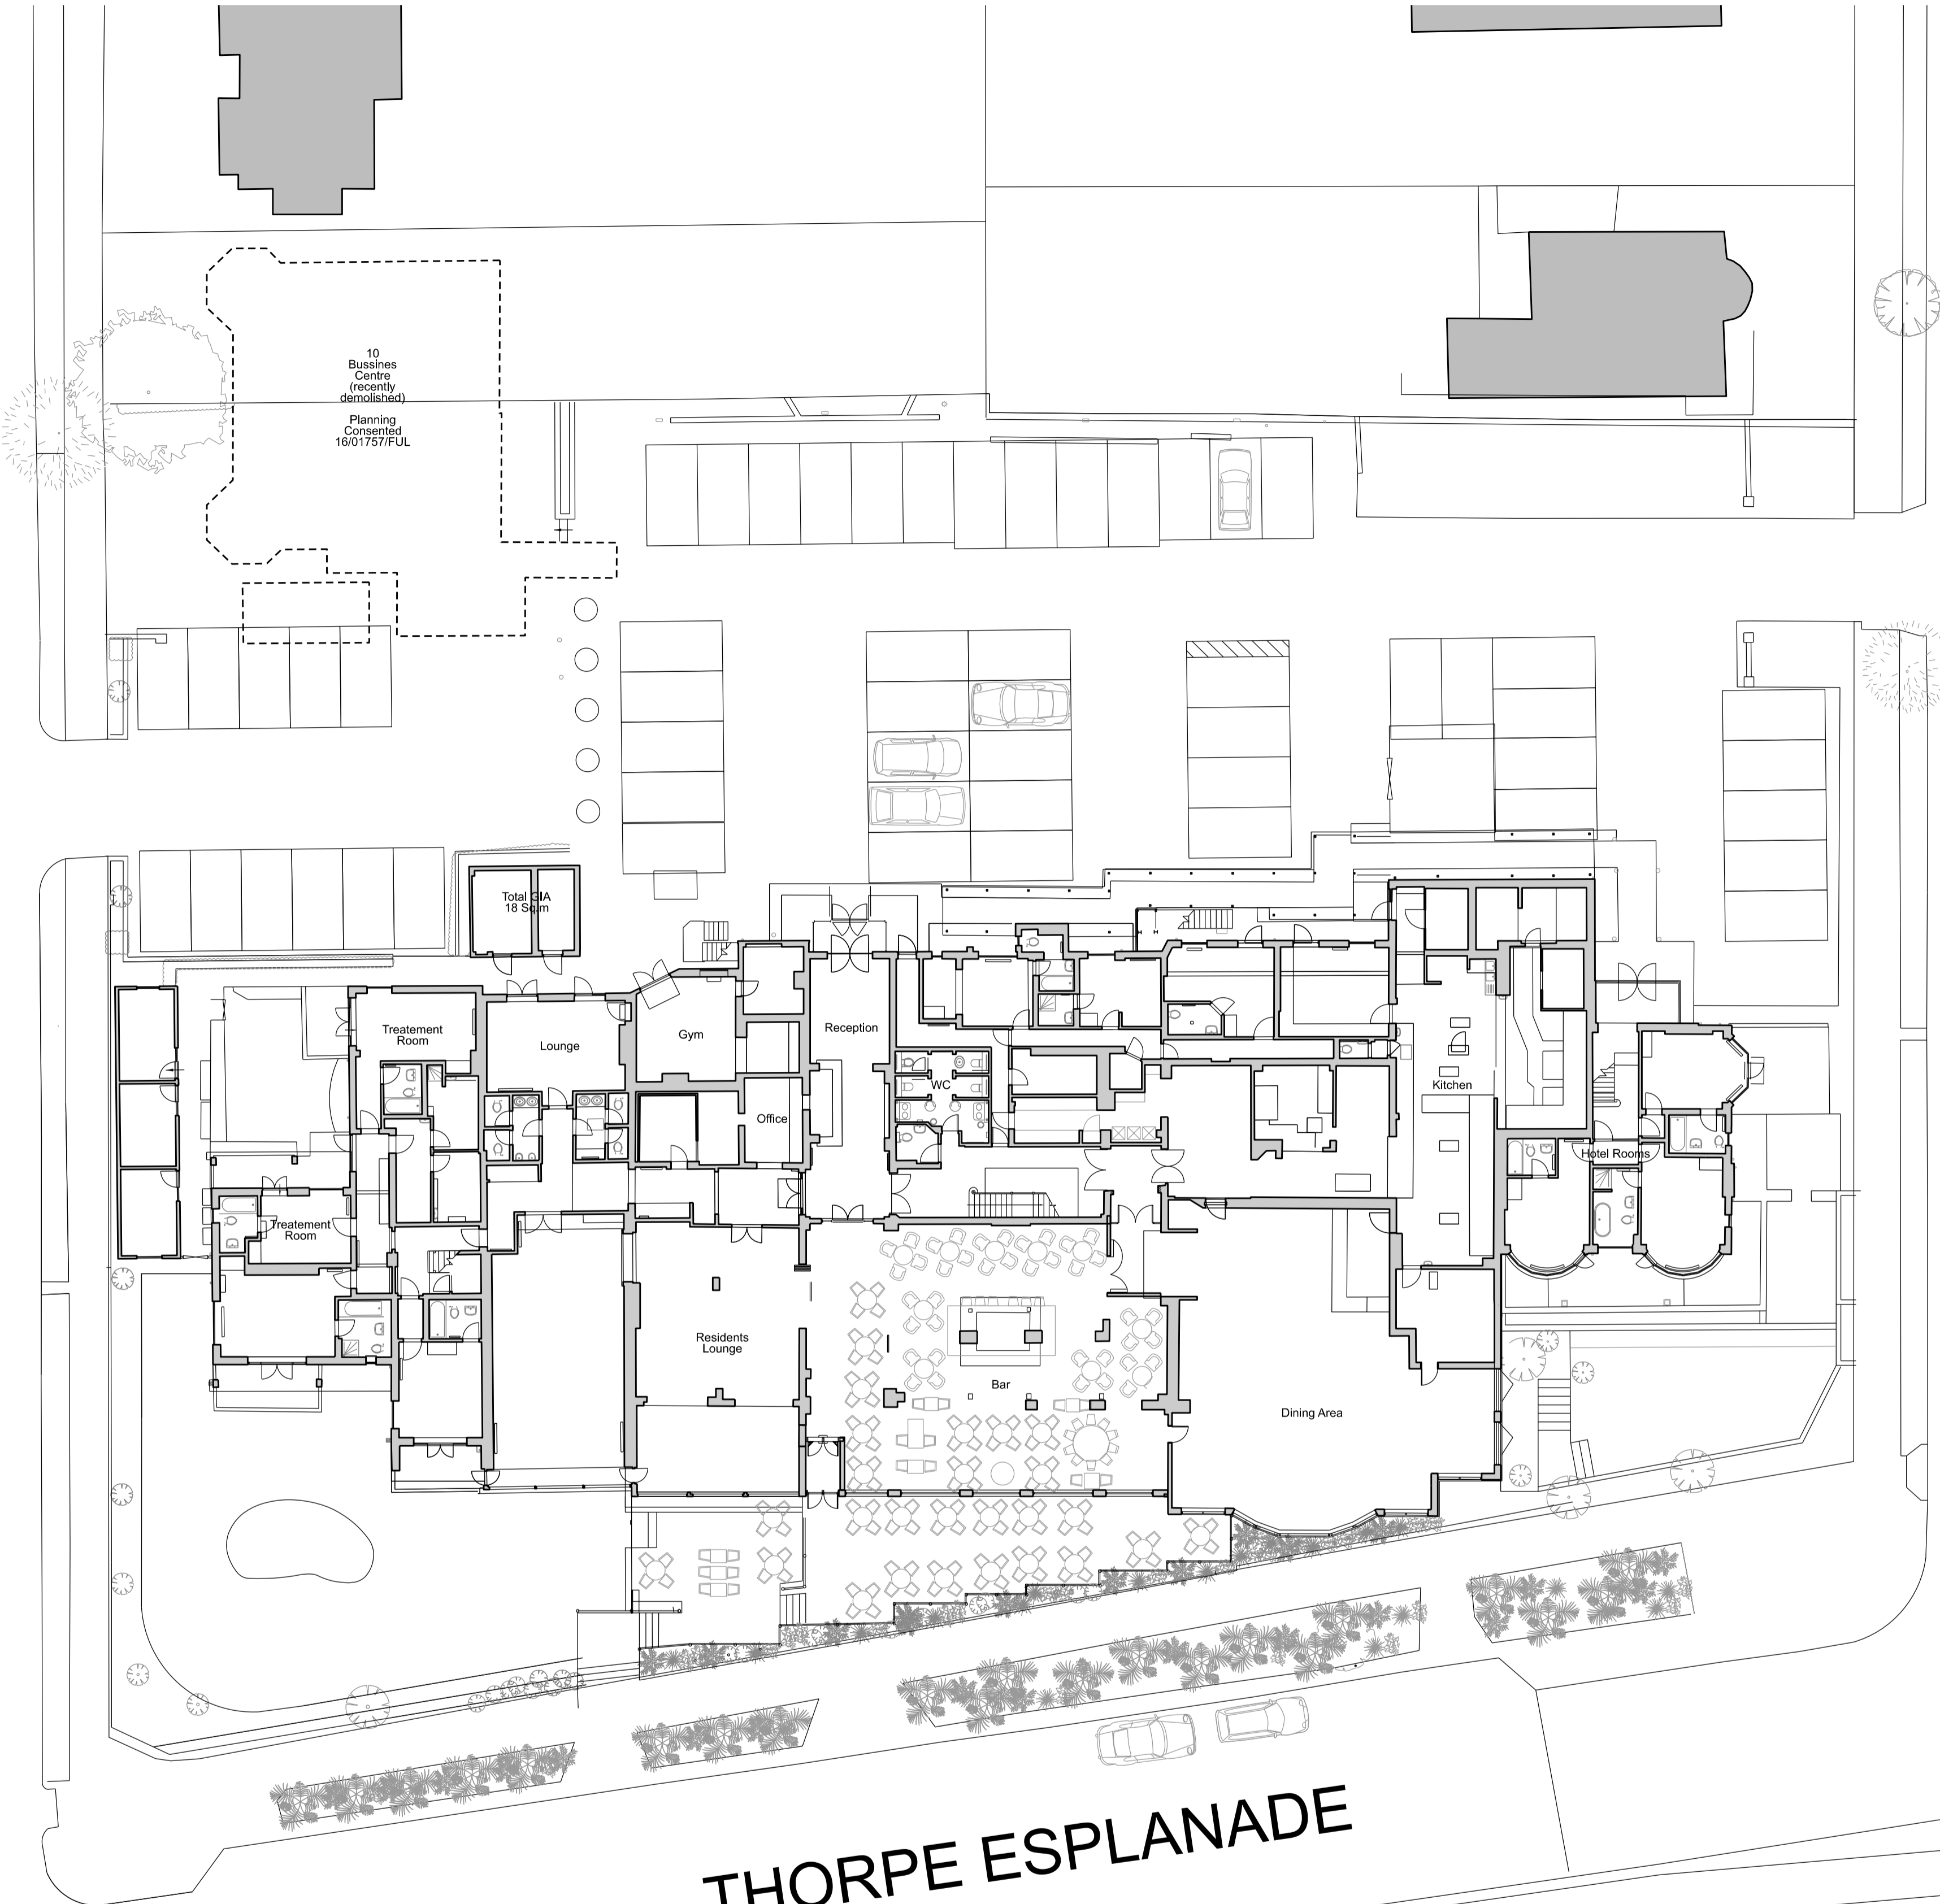 10
Bussines
Centre
(recently
demolished)
Planning
Consented
16/01757/FUL
Total GIA
18 Sq.m
Treatement
Room
Lounge
Gym
Reception
WC
Office
Kitchen
Hotel Rooms
Treatement
Room
Residents
Lounge
Bar
Dining Area
THORPE ESPLANADE